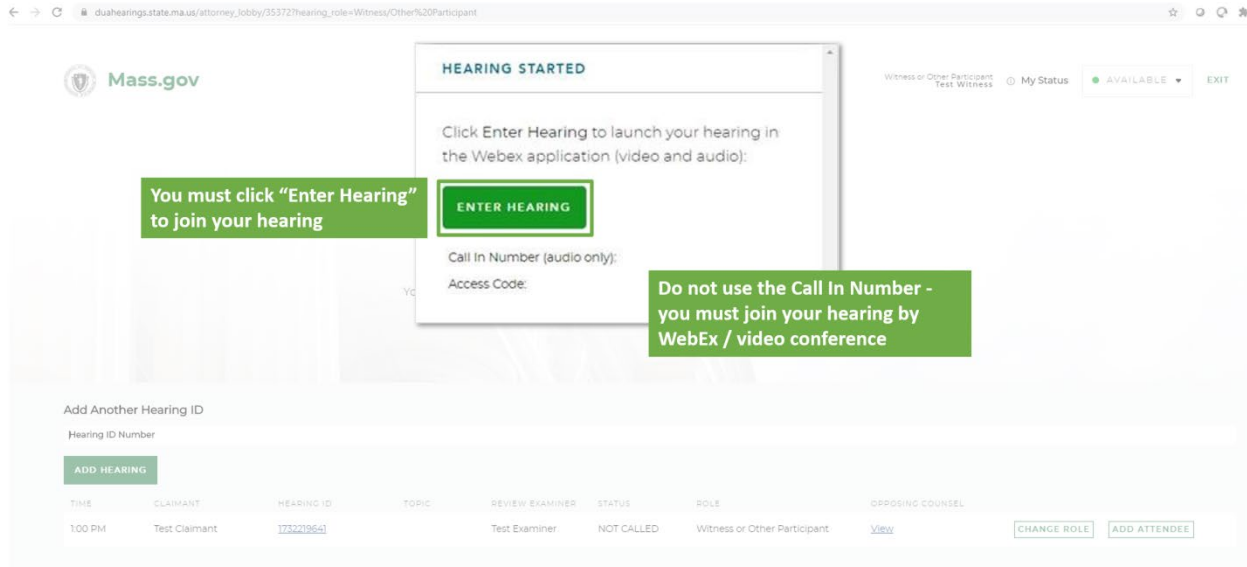 duahearings.state.ma.us/attorney_lobby/35372?hearing_role=Witness/Other%20Participant
Mass.gov
Witness or Other Participant
Test Witness
My Status
AVAILABLE
EXIT
HEARING STARTED
Click Enter Hearing to launch your hearing in
the Webex application (video and audio):
You must click “Enter Hearing”
to join your hearing
ENTER HEARING
Call In Number (audio only):
Access Code:
Do not use the Call In Number -
you must join your hearing by
WebEx / video conference
Add Another Hearing ID
Hearing ID Number
ADD HEARING
TIME CLAIMANT HEARING ID TOPIC REVIEW EXAMINER STATUS ROLE OPPOSING COUNSEL
1:00 PM Test Claimant 1732219641 Test Examiner NOT CALLED Witness or Other Participant View CHANGE ROLE ADD ATTENDEE